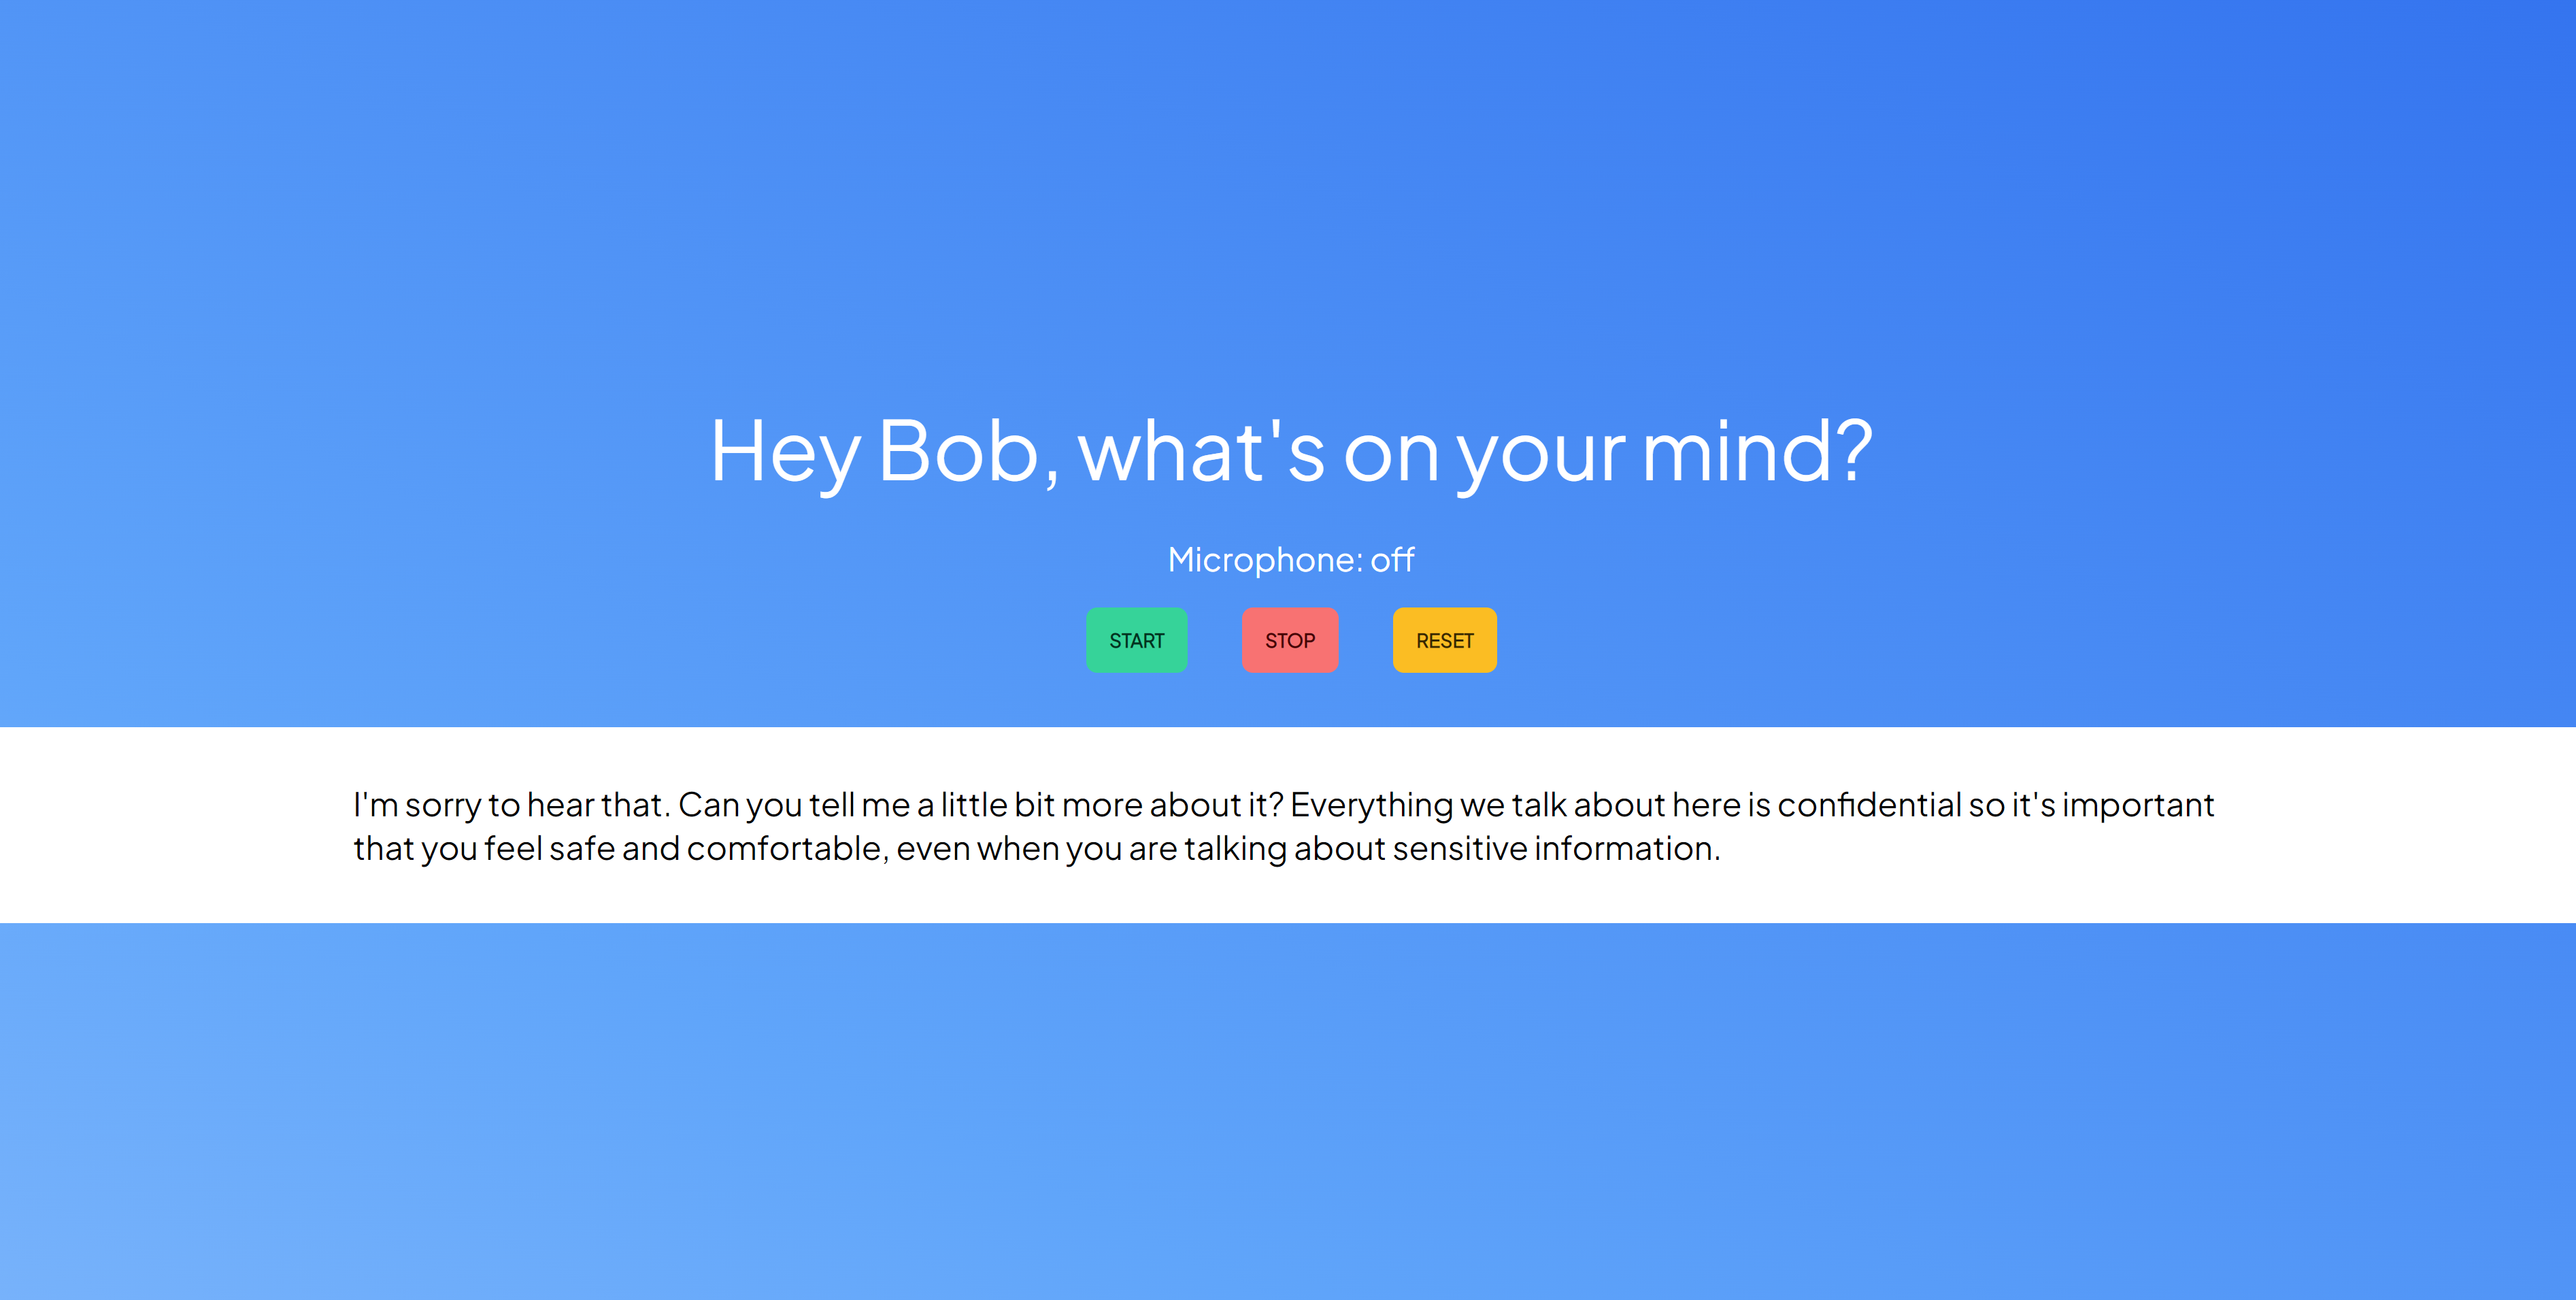 Hey Bob, what's on your mind?
Microphone: off
START STOP RESET
I'm sorry to hear that. Can you tell me a little bit more about it? Everything we talk about here is confidential so it's important
that you feel safe and comfortable, even when you are talking about sensitive information.